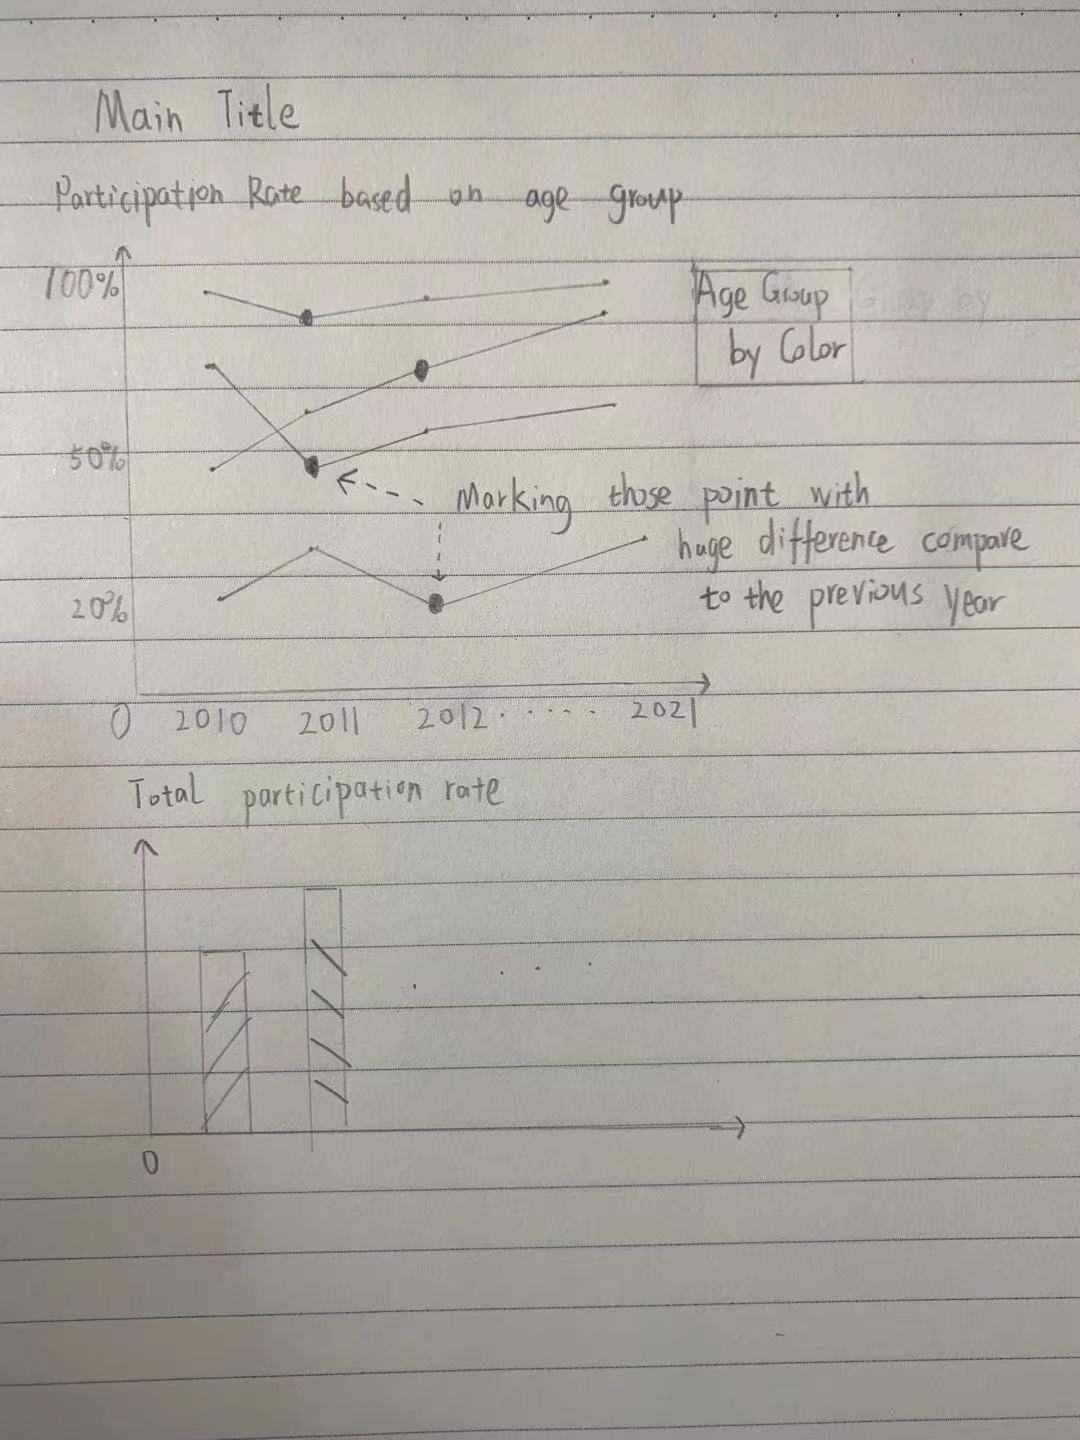 Main Title
Participation Rate based on age group
100%
Age Group
by Color
50%
Marking those point with
huge difference compare
20%
to the previous year
0 2010 2011 2012 ...... 2021
Total participation rate
0